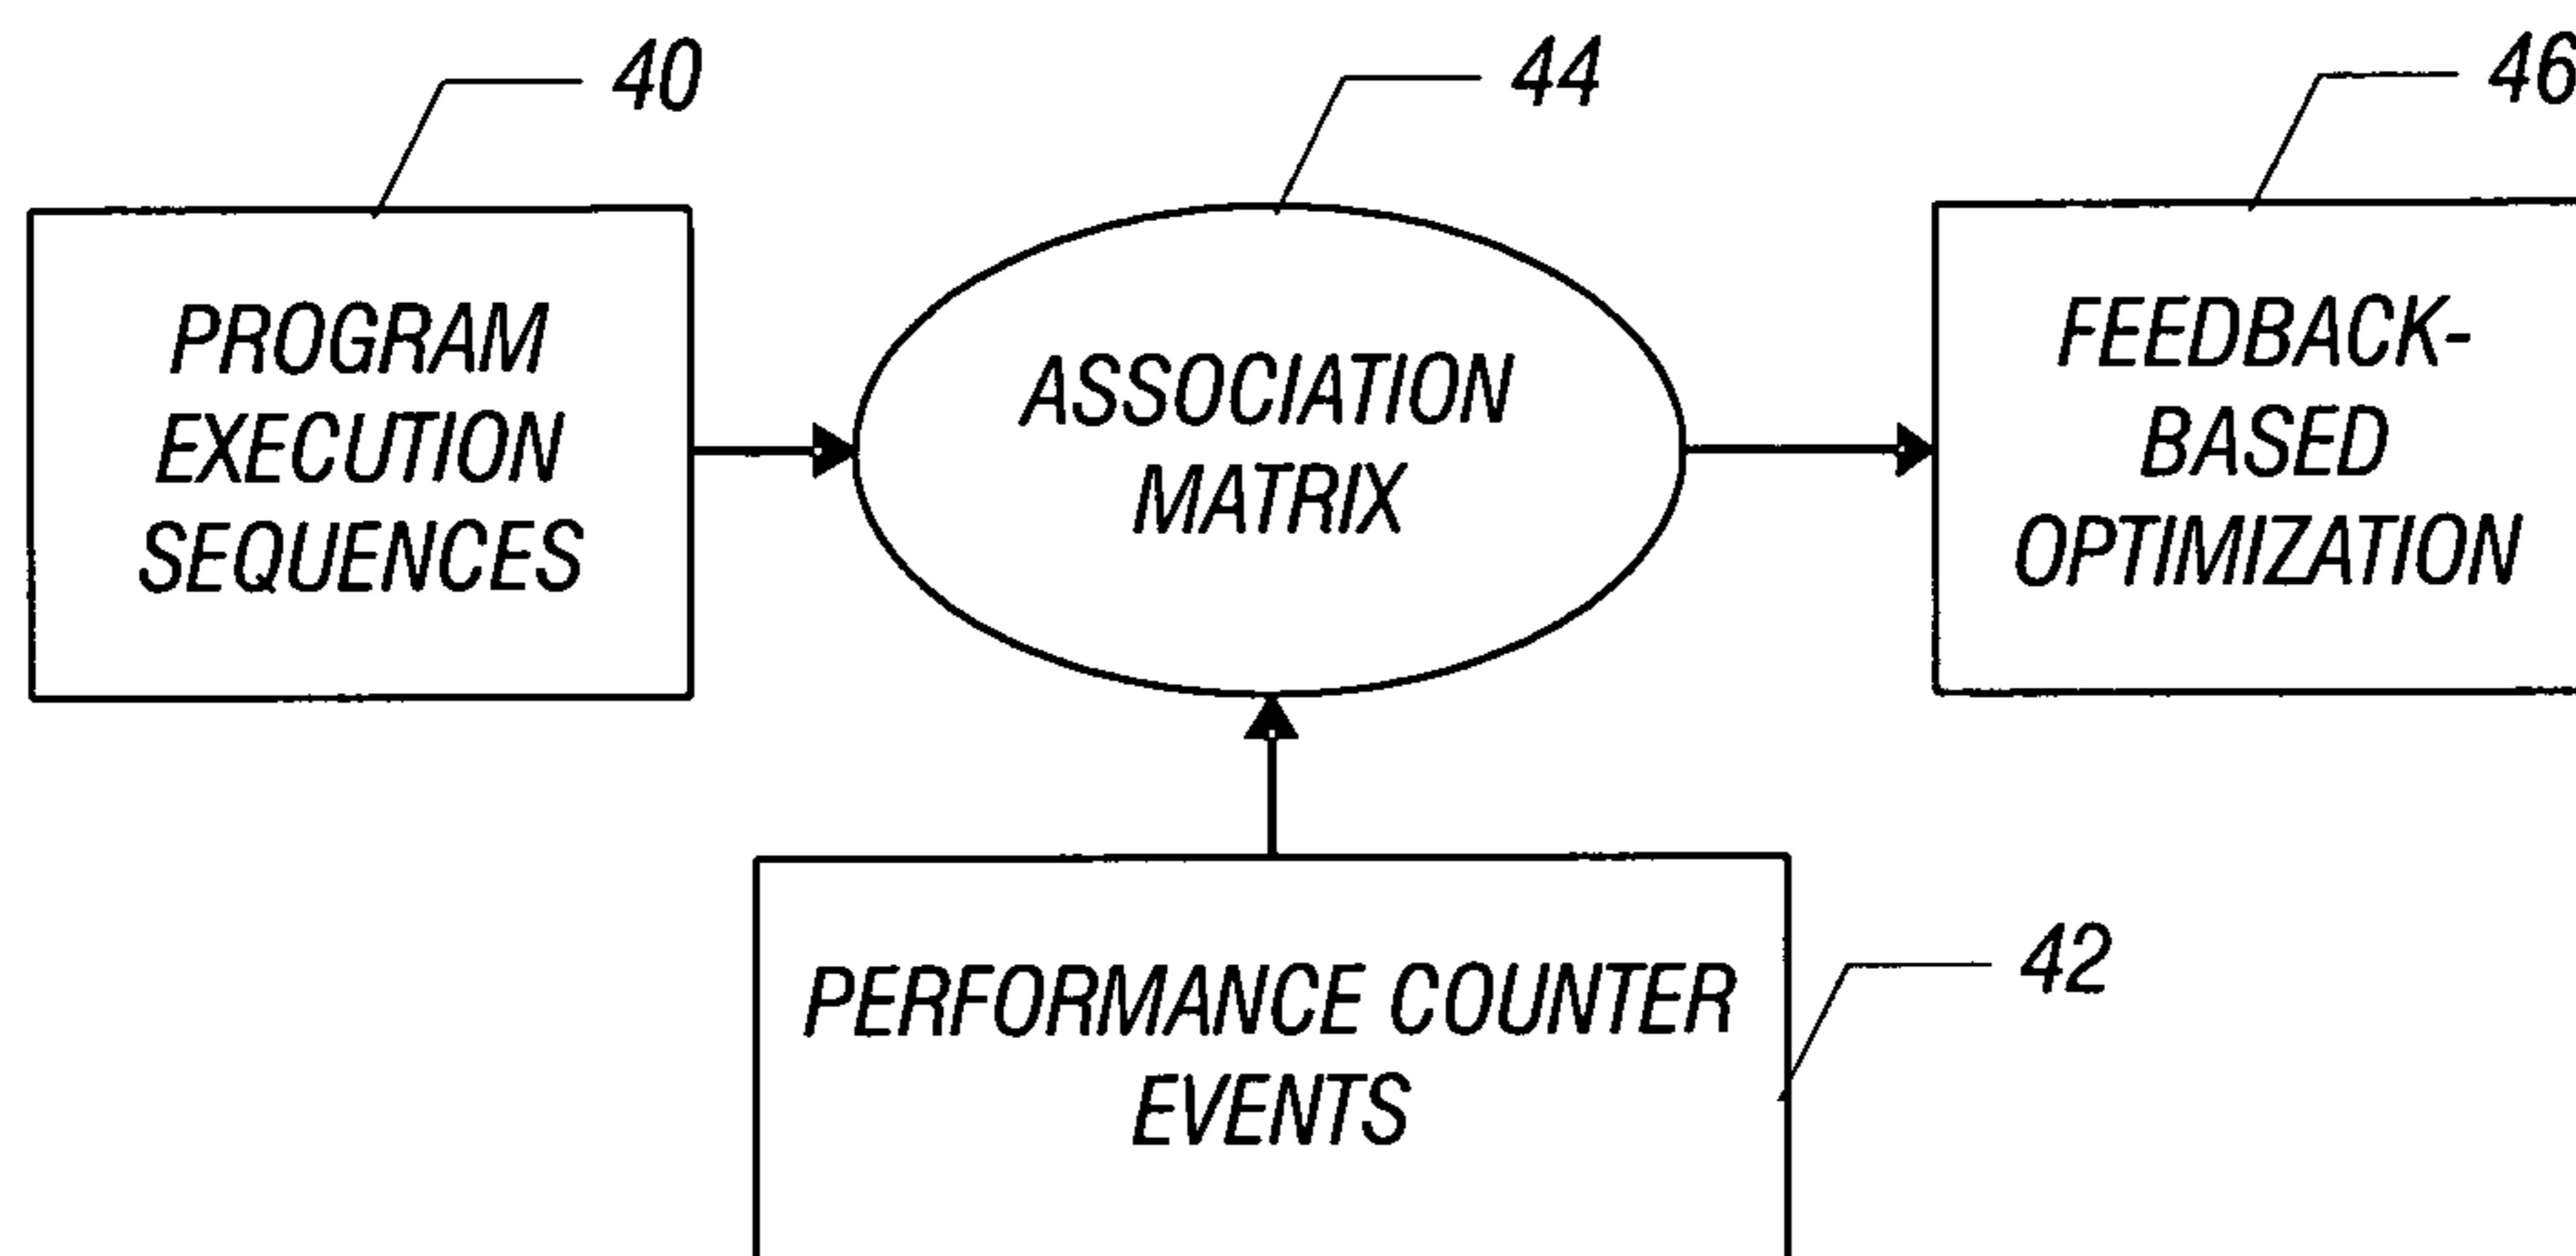 40
44
46
PROGRAM
EXECUTION
SEQUENCES
ASSOCIATION
MATRIX
FEEDBACK-
BASED
OPTIMIZATION
PERFORMANCE COUNTER
EVENTS
42